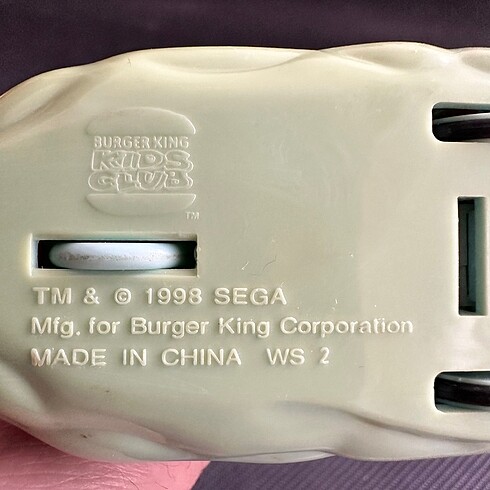 BURGER KING
KIDS
CLUB
TM
TM & © 1998 SEGA
Mfg. for Burger King Corporation
MADE IN CHINA WS 2